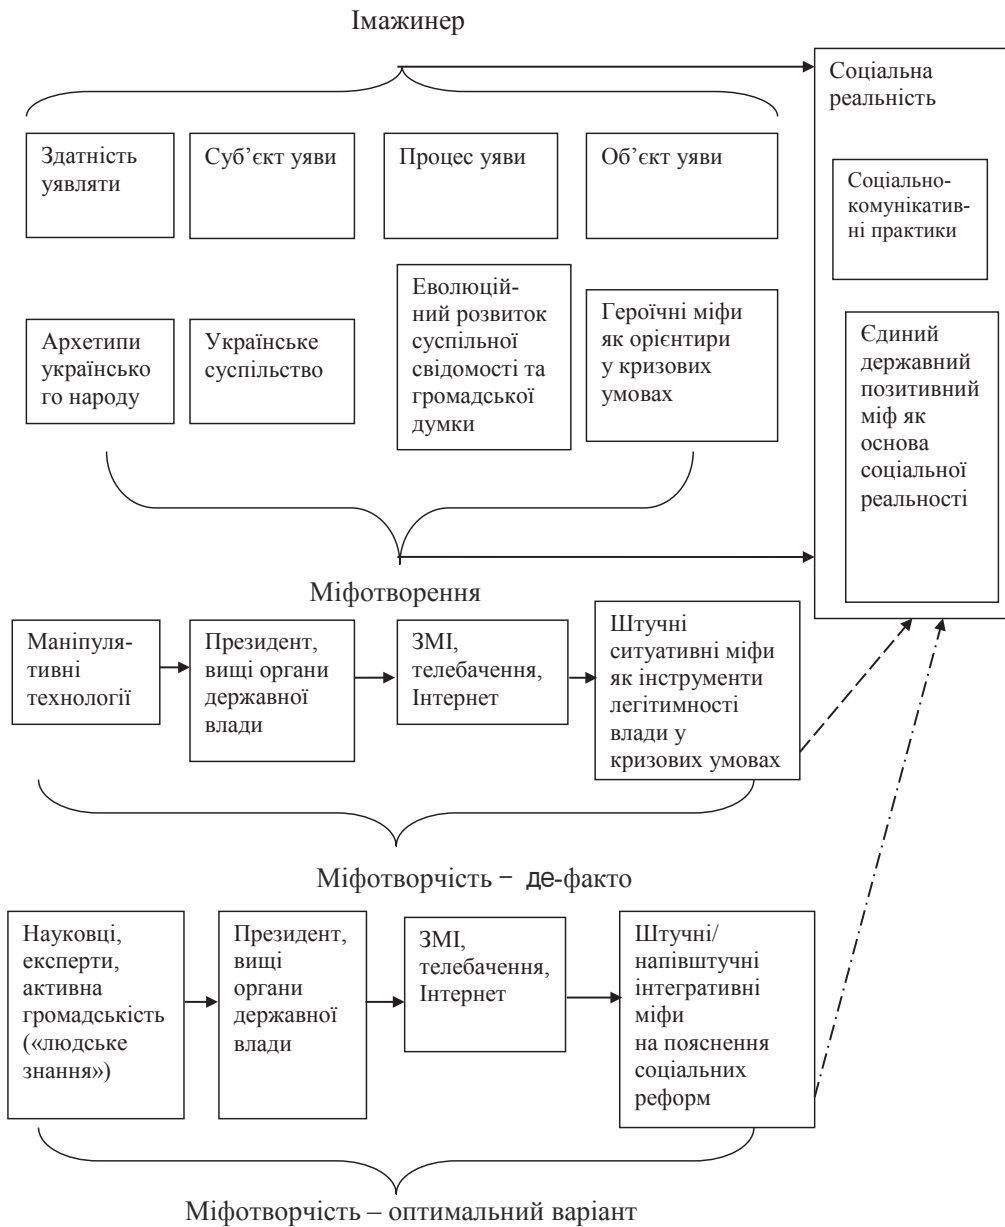 Імажинер
Соціальна
реальність
Здатність
уявляти
Суб’єкт уяви
Процес уяви
Об’єкт уяви
Соціально-
комунікатив-
ні практики
Архетипи
українсько
го народу
Українське
суспільство
Еволюцій-
ний розвиток
суспільної
свідомості та
громадської
думки
Героїчні міфи
як орієнтири
у кризових
умовах
Єдиний
державний
позитивний
міф як
основа
соціальної
реальності
Міфотворення
Маніпуля-
тивні
технології
Президент,
вищі органи
державної
влади
ЗМІ,
телебачення,
Інтернет
Штучні
ситуативні міфи
як інструменти
легітимності
влади у
кризових умовах
Міфотворчість – де-факто
Науковці,
експерти,
активна
громадськість
(«людське
знання»)
Президент,
вищі
органи
державної
влади
ЗМІ,
телебачення,
Інтернет
Штучні/
напівштучні
інтегративні
міфи
на пояснення
соціальних
реформ
Міфотворчість – оптимальний варіант